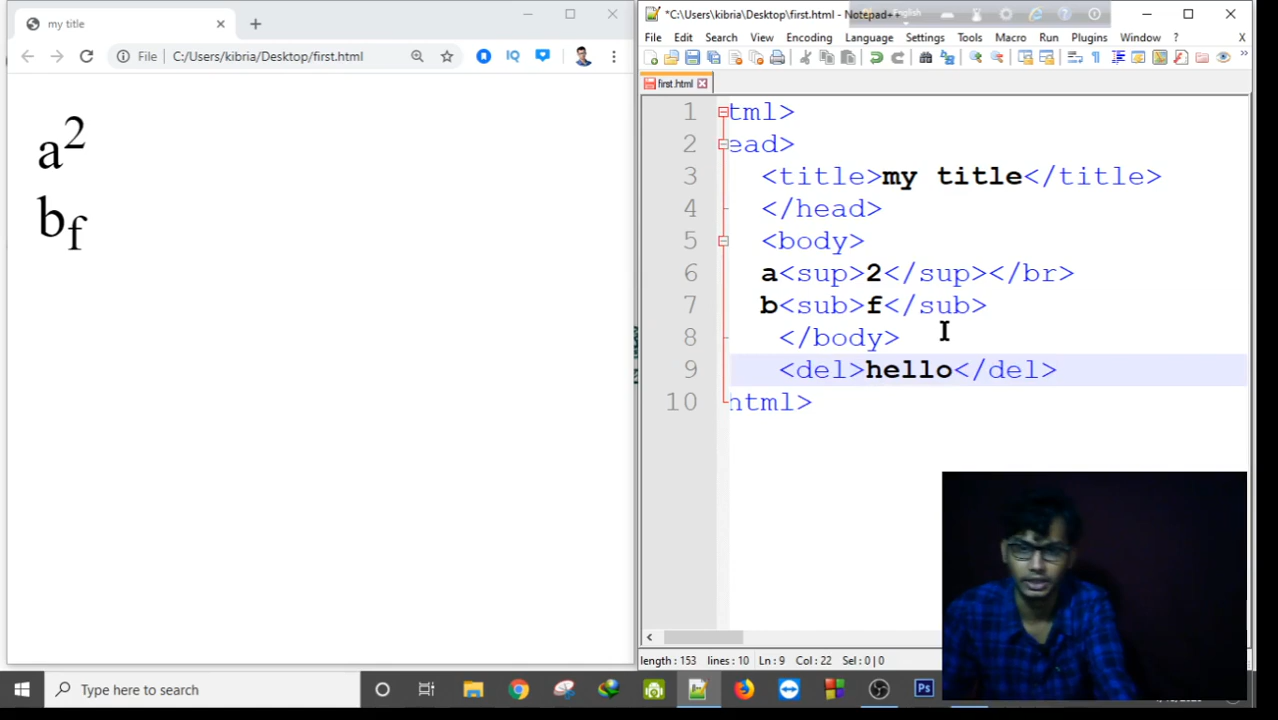 my title
File
C:/Users/kibria/Desktop/first.html
a2
bf
*C:\Users\kibria\Desktop\first.html - Notepad++
English
File Edit Search View Encoding Language Settings Tools Macro Run Plugins Window ? X
first.html
1 tml>
2 ead>
3 <title>my title</title>
4 </head>
5 <body>
6 a<sup>2</sup></br>
7 b<sub>f</sub>
8 </body>
9 <del>hello</del>
10 html>
length : 153 lines : 10 Ln : 9 Col : 22 Sel : 0 | 0
Type here to search
Ps